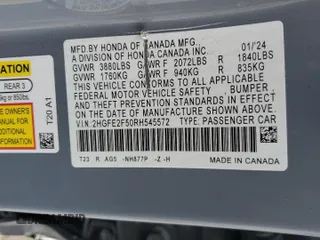 MFD.BY HONDA OF CANADA MFG., 01/24
A DIVISION OF HONDA CANADA INC.
GVWR 3880LBS GAWR F 2072LBS R 1840LBS
GVWR 1760KG GAWR F 940KG R 835KG
THIS VEHICLE CONFORMS TO ALL APPLICABLE
FEDERAL MOTOR VEHICLE SAFETY, BUMPER,
AND THEFT PREVENTION STANDARDS IN EFFECT ON
THE DATE OF MANUFACTURE SHOWN ABOVE.
V.I.N. 2HGFE2F50RH545572 TYPE: PASSENGER CAR
T23 R AGS -NH877P -Z -H
MADE IN CANADA
T20 A1
REAR 3